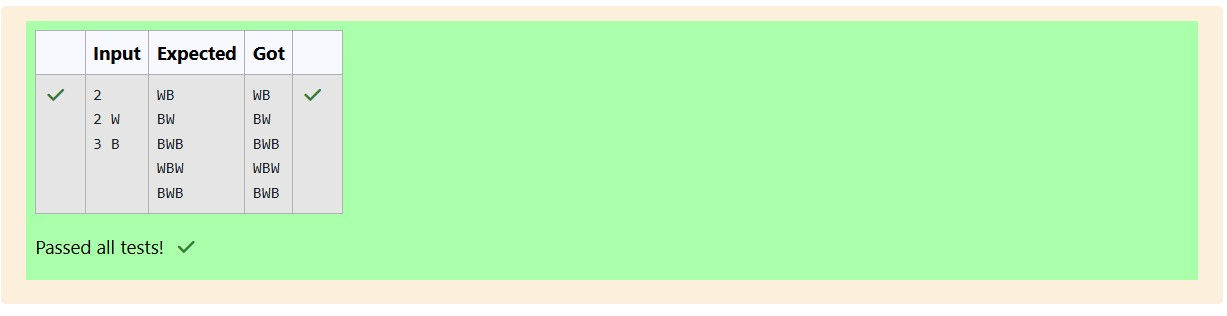 Input Expected Got
2 WB WB
2 W BW BW
3 B BWB BWB
WBW WBW
BWB BWB
Passed all tests!